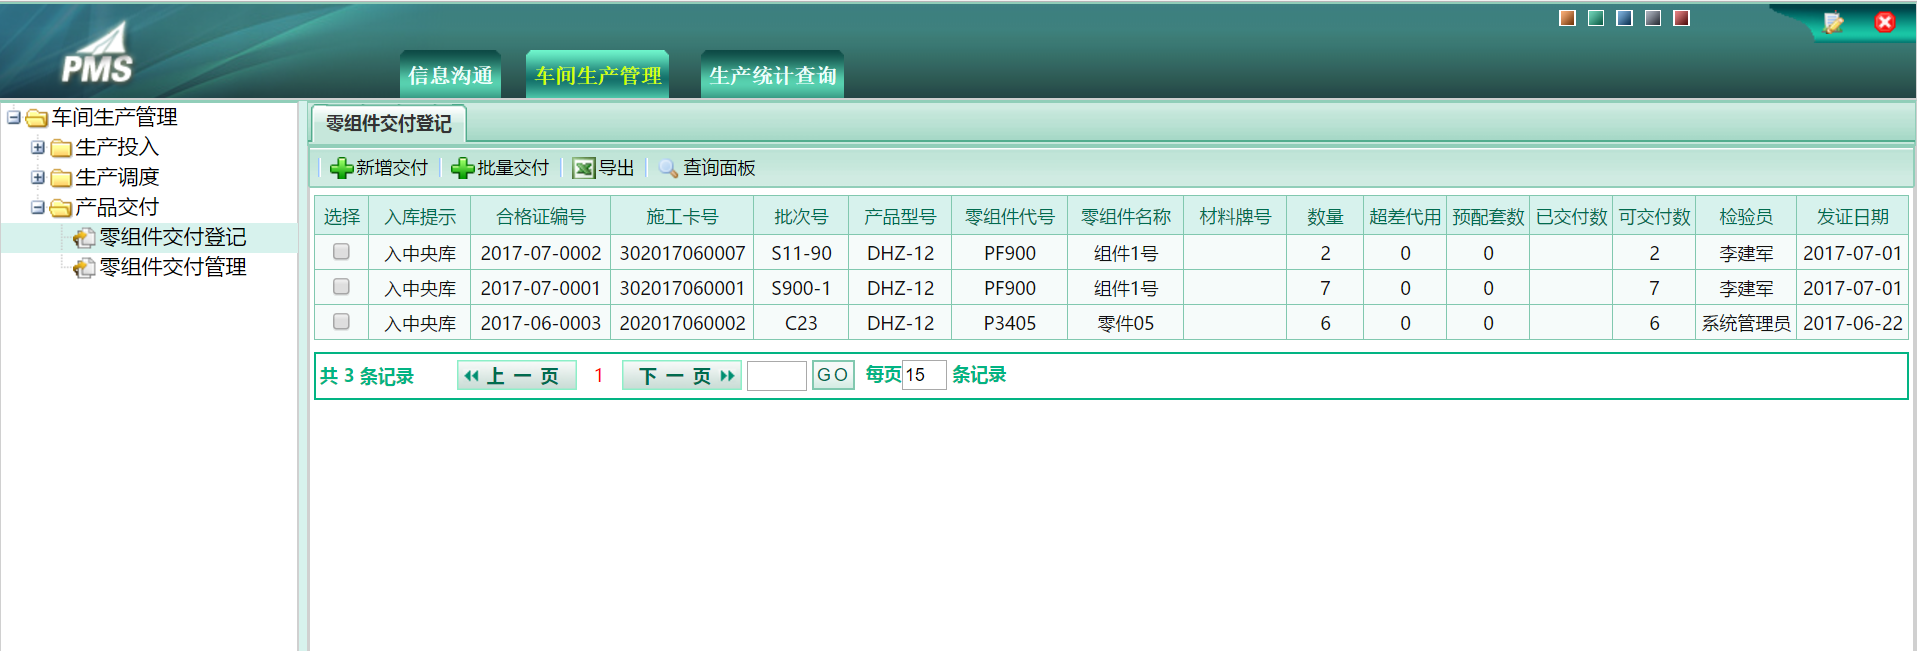 PMS
信息沟通 车间生产管理 生产统计查询
车间生产管理
生产投入
生产调度
产品交付
零组件交付登记
零组件交付管理
零组件交付登记
新增交付 批量交付 导出 查询面板
选择 入库提示 合格证编号 施工卡号 批次号 产品型号 零组件代号 零组件名称 材料牌号 数量 超差代用 预配套数 已交付数 可交付数 检验员 发证日期
入中央库 2017-07-0002 302017060007 S11-90 DHZ-12 PF900 组件1号 2 0 0 2 李建军 2017-07-01
入中央库 2017-07-0001 302017060001 S900-1 DHZ-12 PF900 组件1号 7 0 0 7 李建军 2017-07-01
入中央库 2017-06-0003 202017060002 C23 DHZ-12 P3405 零件05 6 0 0 6 系统管理员 2017-06-22
共 3 条记录 上一页 1 下一页 GO 每页 15 条记录